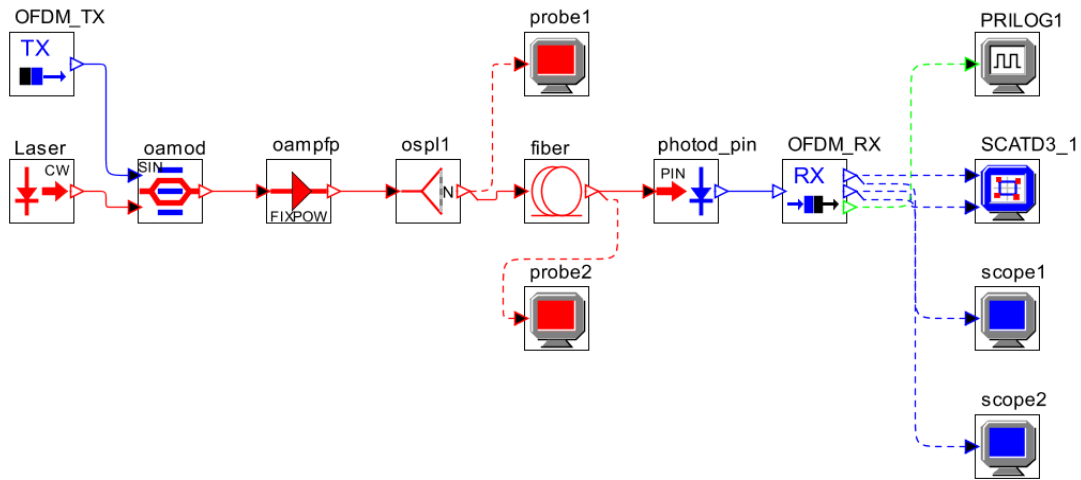 OFDM_TX
probe1
PRILOG1
TX
Laser
oamod
oampfp
ospl1
fiber
photod_pin
OFDM_RX
SCATD3_1
CW
SIN
N
PIN
RX
FIXPOW
probe2
scope1
scope2